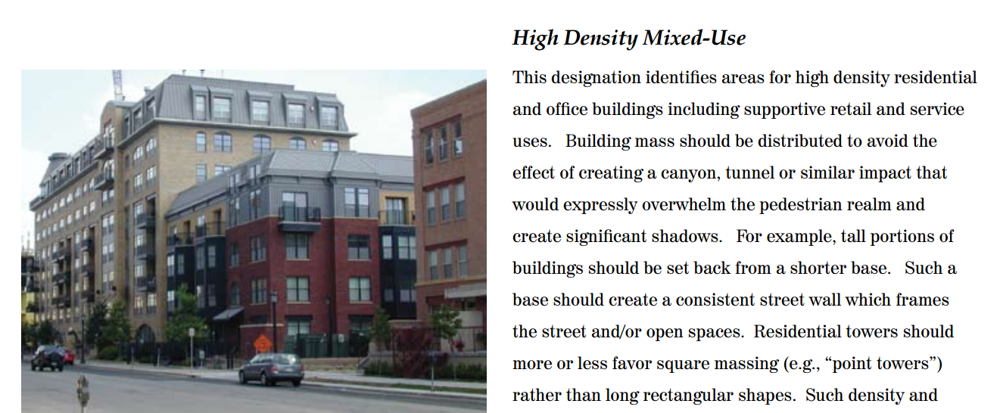 High Density Mixed-Use
This designation identifies areas for high density residential
and office buildings including supportive retail and service
uses.   Building mass should be distributed to avoid the
effect of creating a canyon, tunnel or similar impact that
would expressly overwhelm the pedestrian realm and
create significant shadows.   For example, tall portions of
buildings should be set back from a shorter base.   Such a
base should create a consistent street wall which frames
the street and/or open spaces.  Residential towers should
more or less favor square massing (e.g., “point towers”)
rather than long rectangular shapes.  Such density and